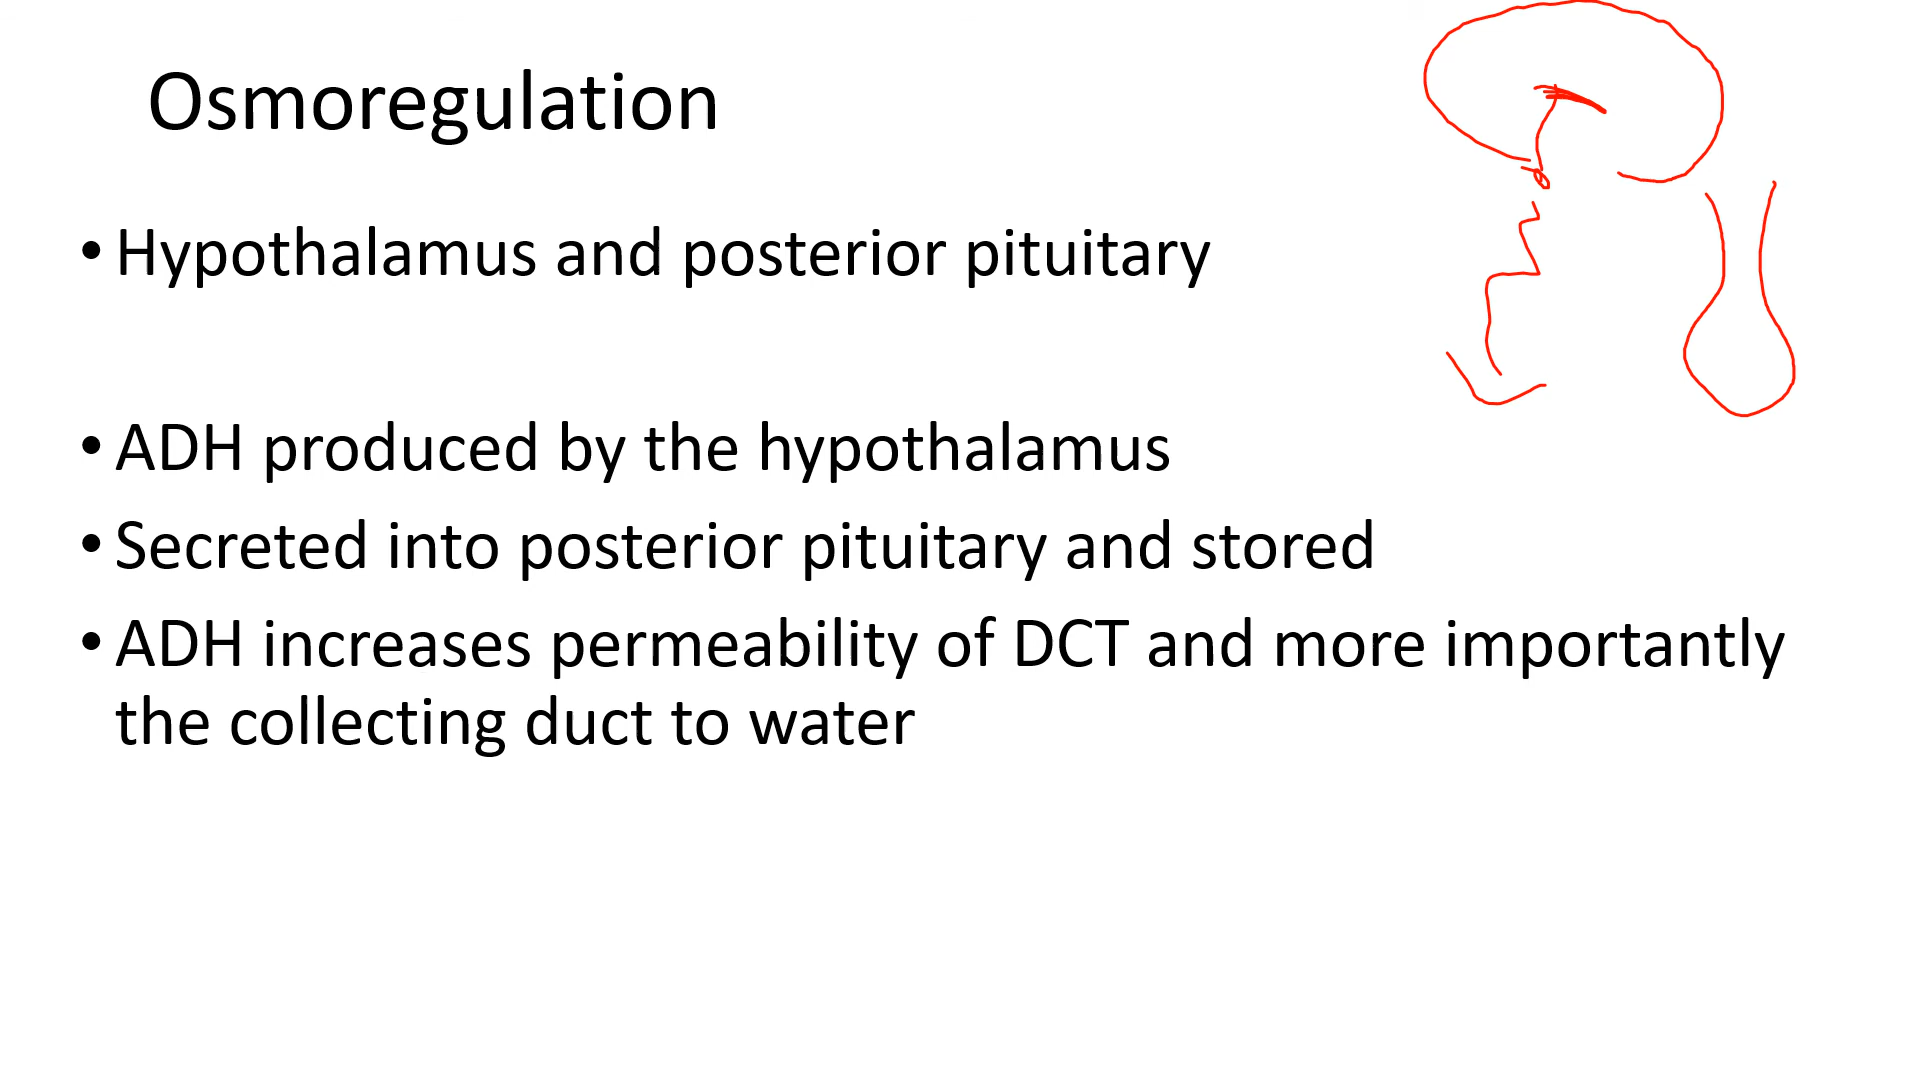 Osmoregulation
• Hypothalamus and posterior pituitary
• ADH produced by the hypothalamus
• Secreted into posterior pituitary and stored
• ADH increases permeability of DCT and more importantly
the collecting duct to water